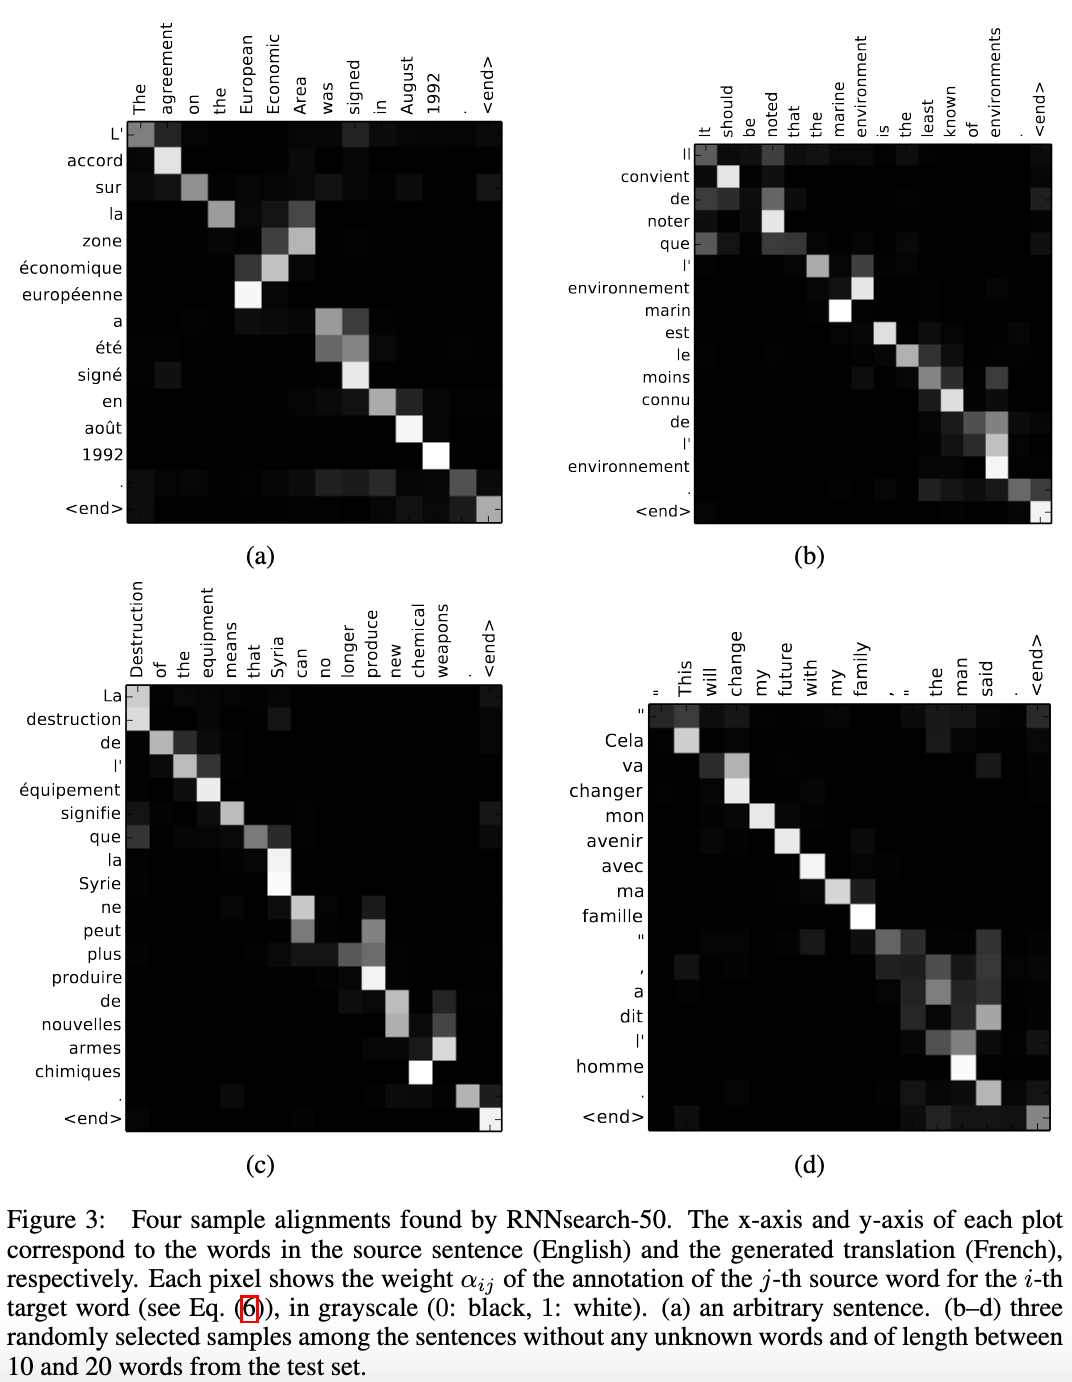 The agreement on the European Economic Area was signed in August 1992 . <end>
L'
accord
sur
la
zone
économique
européenne
a
été
signé
en
août
1992
.
<end>
(a)
It should be noted that the marine environment is the least known of environments . <end>
Il
convient
de
noter
que
l'
environnement
marin
est
le
moins
connu
de
l'
environnement
.
<end>
(b)
Destruction of the equipment means that Syria can no longer produce new chemical weapons . <end>
La
destruction
de
l'
équipement
signifie
que
la
Syrie
ne
peut
plus
produire
de
nouvelles
armes
chimiques
.
<end>
(c)
" This will change my future with my family , " the man said . <end>
"
Cela
va
changer
mon
avenir
avec
ma
famille
"
,
a
dit
l'
homme
.
<end>
(d)
Figure 3: Four sample alignments found by RNNsearch-50. The x-axis and y-axis of each plot
correspond to the words in the source sentence (English) and the generated translation (French),
respectively. Each pixel shows the weight αij of the annotation of the j-th source word for the i-th
target word (see Eq. (6)), in grayscale (0: black, 1: white). (a) an arbitrary sentence. (b–d) three
randomly selected samples among the sentences without any unknown words and of length between
10 and 20 words from the test set.